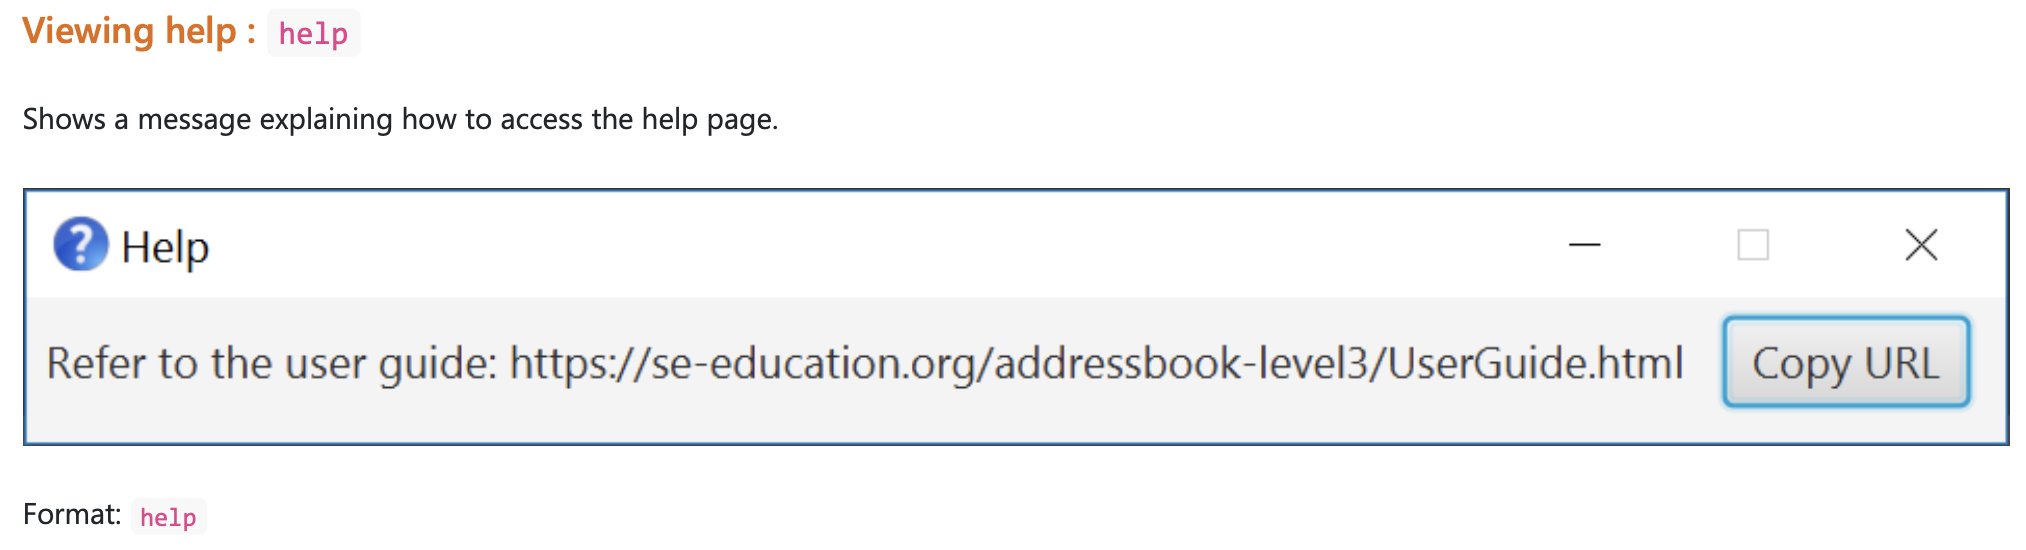 Viewing help : help
Shows a message explaining how to access the help page.
Help
Refer to the user guide: https://se-education.org/addressbook-level3/UserGuide.html Copy URL
Format: help